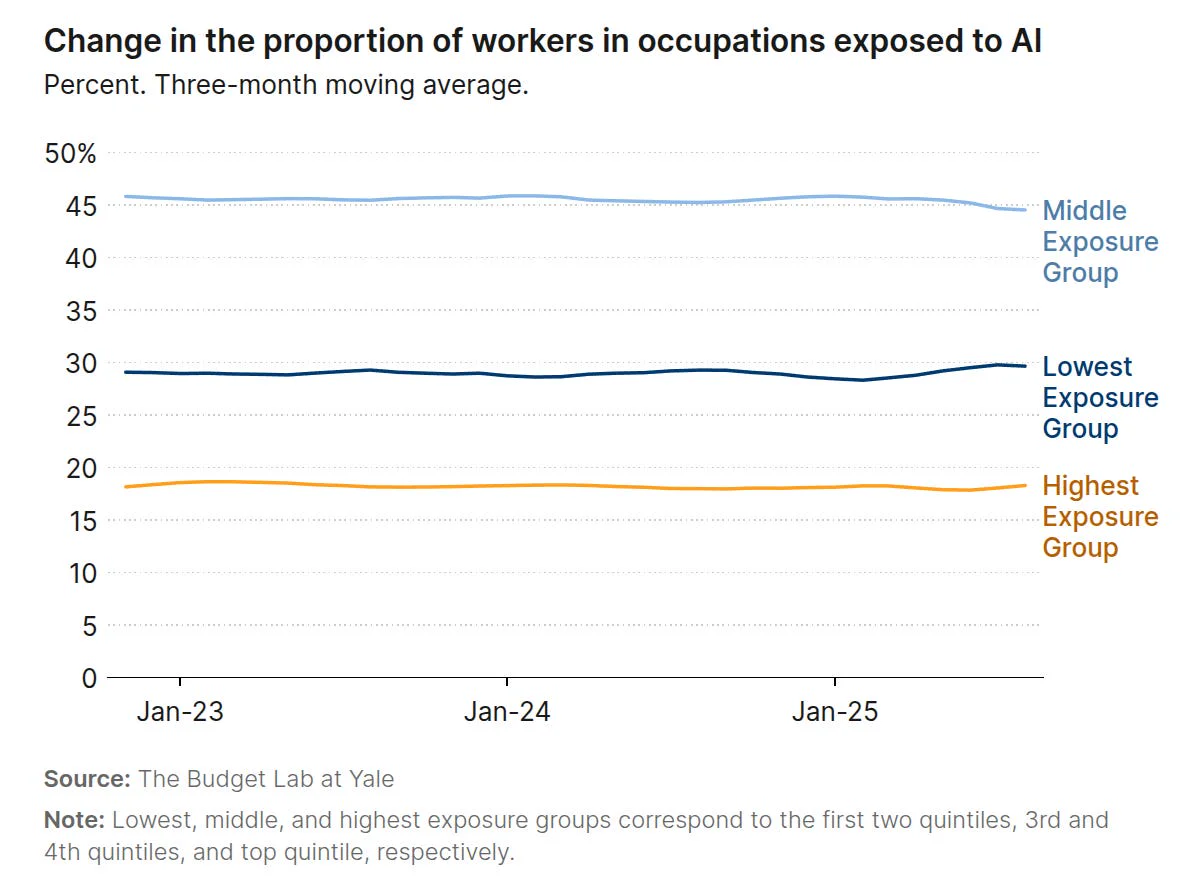 Change in the proportion of workers in occupations exposed to AI
Percent. Three-month moving average.
50%
45
40
35
30
25
20
15
10
5
0
Middle
Exposure
Group
Lowest
Exposure
Group
Highest
Exposure
Group
Jan-23
Jan-24
Jan-25
Source: The Budget Lab at Yale
Note: Lowest, middle, and highest exposure groups correspond to the first two quintiles, 3rd and
4th quintiles, and top quintile, respectively.